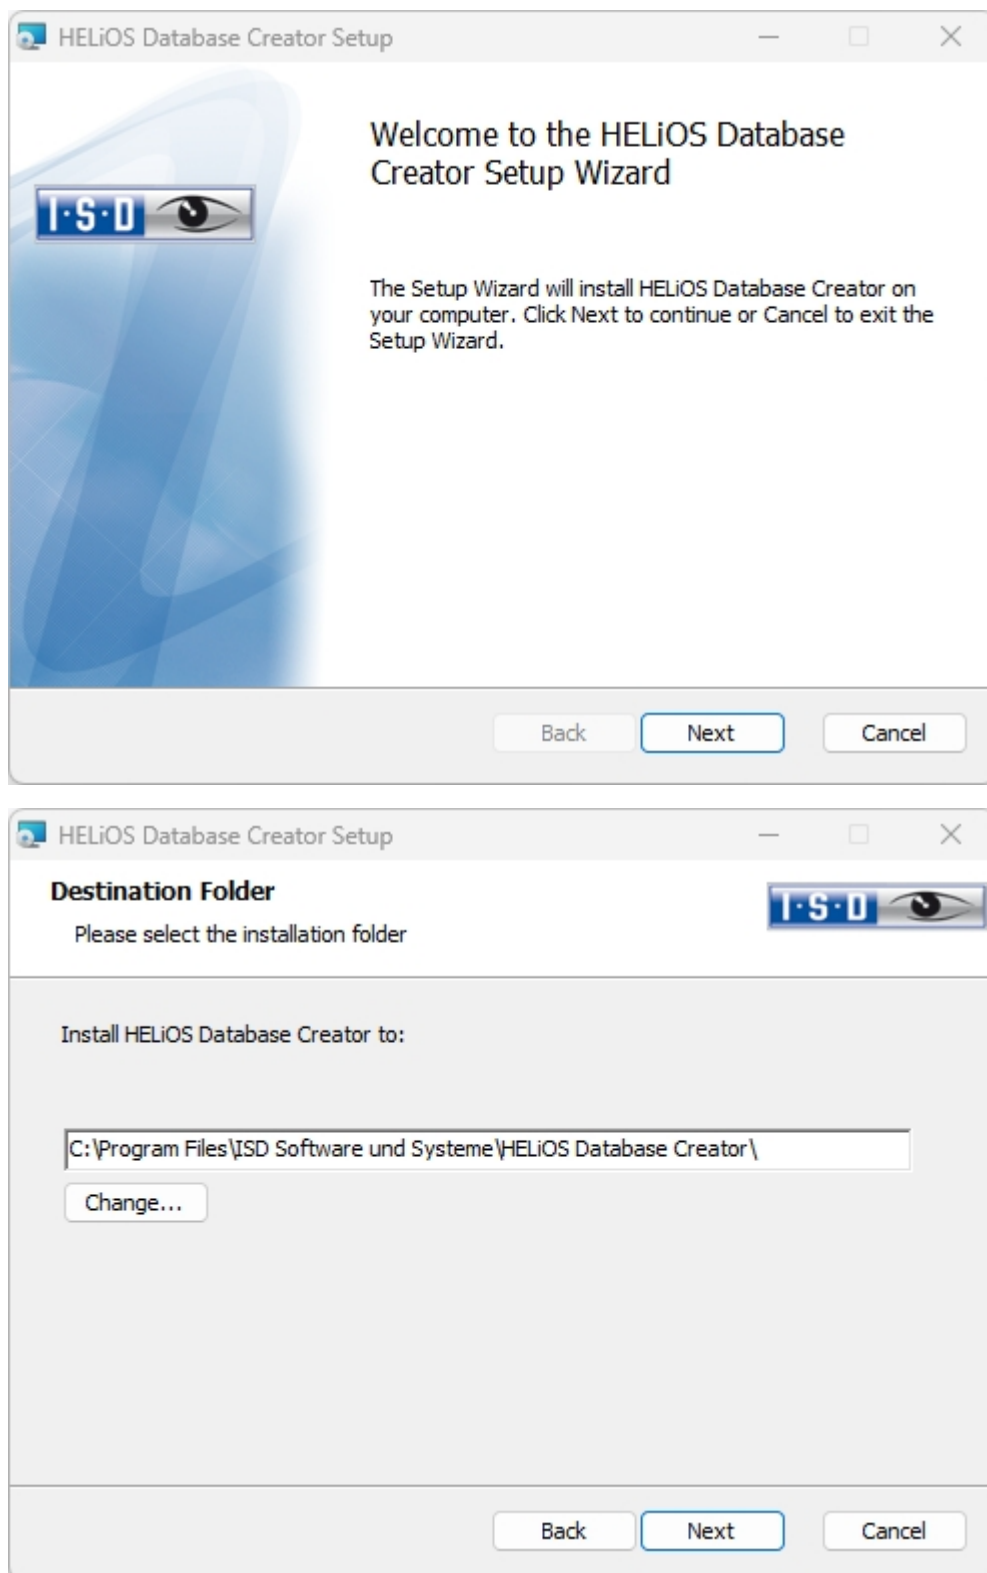 HELiOS Database Creator Setup
Welcome to the HELiOS Database
Creator Setup Wizard
I·S·D
The Setup Wizard will install HELiOS Database Creator on
your computer. Click Next to continue or Cancel to exit the
Setup Wizard.
Back Next Cancel
HELiOS Database Creator Setup
Destination Folder
I·S·D
Please select the installation folder
Install HELiOS Database Creator to:
C:\Program Files\ISD Software und Systeme\HELiOS Database Creator\
Change...
Back Next Cancel